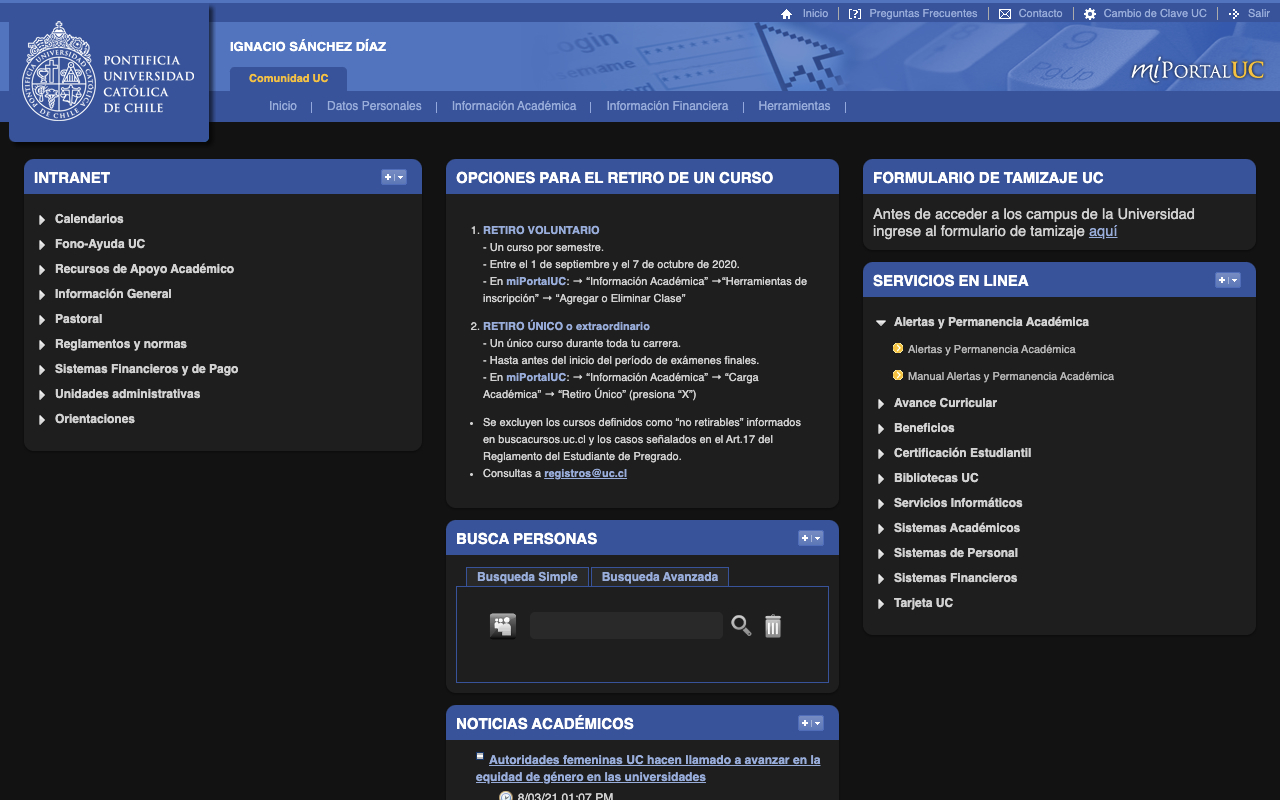 Inicio
Preguntas Frecuentes
Contacto
Cambio de Clave UC
Salir
PONTIFICIA
UNIVERSIDAD
CATÓLICA
DE CHILE
IGNACIO SÁNCHEZ DÍAZ
Comunidad UC
miPORTALUC
Inicio
Datos Personales
Información Académica
Información Financiera
Herramientas
INTRANET
Calendarios
Fono-Ayuda UC
Recursos de Apoyo Académico
Información General
Pastoral
Reglamentos y normas
Sistemas Financieros y de Pago
Unidades administrativas
Orientaciones
OPCIONES PARA EL RETIRO DE UN CURSO
1. RETIRO VOLUNTARIO
- Un curso por semestre.
- Entre el 1 de septiembre y el 7 de octubre de 2020.
- En miPortalUC: → “Información Académica” →“Herramientas de
inscripción” → “Agregar o Eliminar Clase”
2. RETIRO ÚNICO o extraordinario
- Un único curso durante toda tu carrera.
- Hasta antes del inicio del período de exámenes finales.
- En miPortalUC: → “Información Académica” → “Carga
Académica” → “Retiro Único” (presiona “X”)
• Se excluyen los cursos definidos como “no retirables” informados
en buscacursos.uc.cl y los casos señalados en el Art.17 del
Reglamento del Estudiante de Pregrado.
• Consultas a registros@uc.cl
BUSCA PERSONAS
Busqueda Simple
Busqueda Avanzada
NOTICIAS ACADÉMICOS
Autoridades femeninas UC hacen llamado a avanzar en la
equidad de género en las universidades
8/03/21 01:07 PM
FORMULARIO DE TAMIZAJE UC
Antes de acceder a los campus de la Universidad
ingrese al formulario de tamizaje aquí
SERVICIOS EN LINEA
Alertas y Permanencia Académica
Alertas y Permanencia Académica
Manual Alertas y Permanencia Académica
Avance Curricular
Beneficios
Certificación Estudiantil
Bibliotecas UC
Servicios Informáticos
Sistemas Académicos
Sistemas de Personal
Sistemas Financieros
Tarjeta UC